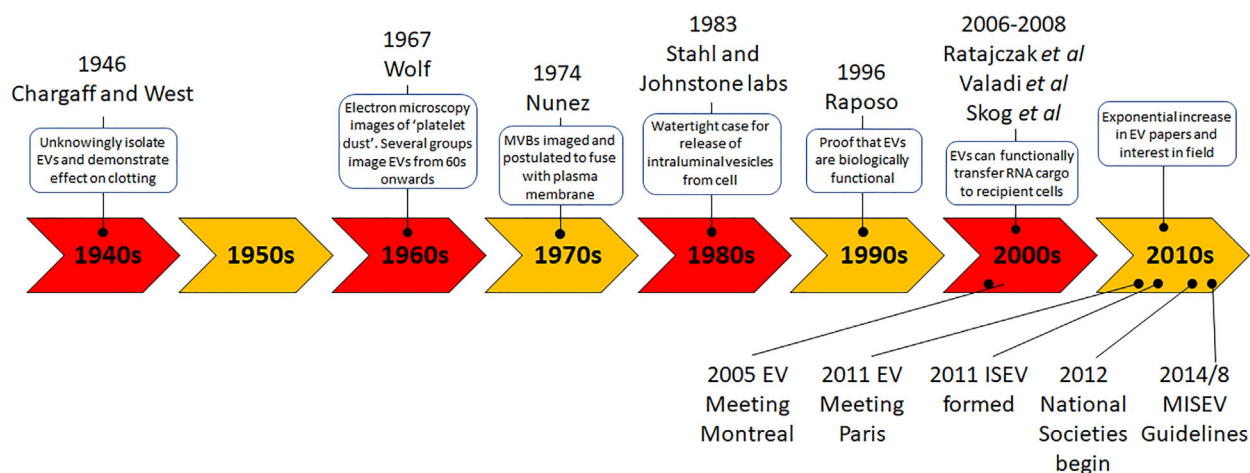 1946
Chargaff and West
Unknowingly isolate
EVs and demonstrate
effect on clotting
1967
Wolf
Electron microscopy
images of ‘platelet
dust’. Several groups
image EVs from 60s
onwards
1974
Nunez
MVBs imaged and
postulated to fuse
with plasma
membrane
1983
Stahl and
Johnstone labs
Watertight case for
release of
intraluminal vesicles
from cell
1996
Raposo
Proof that EVs
are biologically
functional
2006-2008
Ratajczak et al
Valadi et al
Skog et al
EVs can functionally
transfer RNA cargo
to recipient cells
Exponential increase
in EV papers and
interest in field
1940s
1950s
1960s
1970s
1980s
1990s
2000s
2010s
2005 EV
Meeting
Montreal
2011 EV
Meeting
Paris
2011 ISEV
formed
2012
National
Societies
begin
2014/8
MISEV
Guidelines